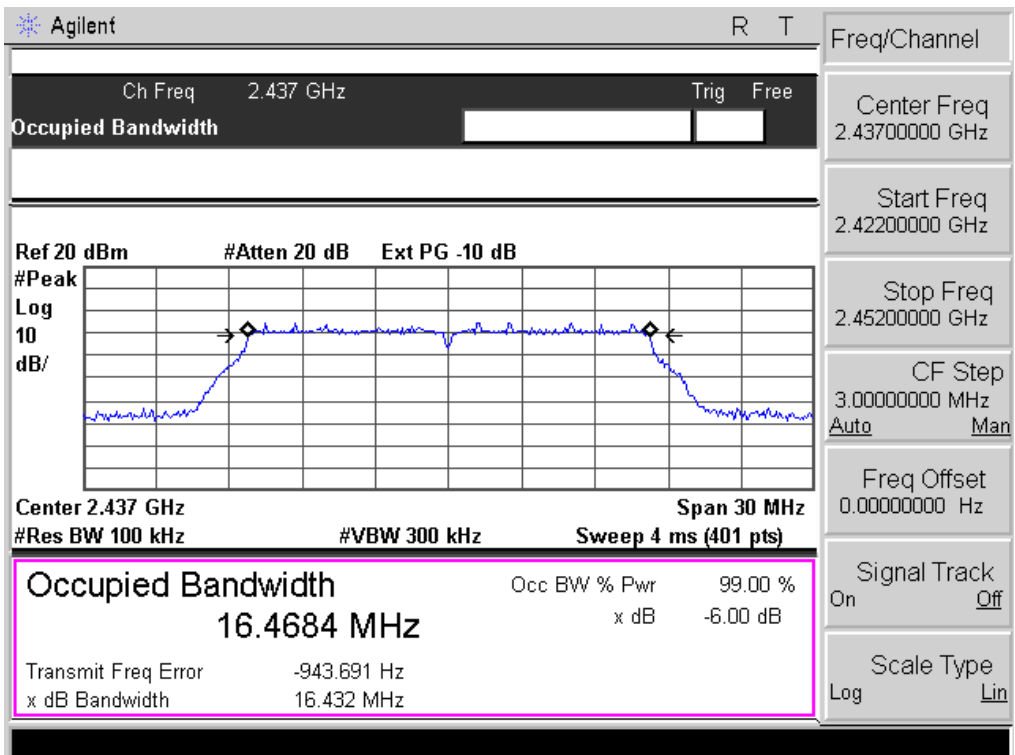 Agilent R T
Ch Freq 2.437 GHz Trig Free
Occupied Bandwidth
Ref 20 dBm #Atten 20 dB Ext PG -10 dB
#Peak
Log
10
dB/
Center 2.437 GHz Span 30 MHz
#Res BW 100 kHz #VBW 300 kHz Sweep 4 ms (401 pts)
Occupied Bandwidth Occ BW % Pwr 99.00 %
16.4684 MHz x dB -6.00 dB
Transmit Freq Error -943.691 Hz
x dB Bandwidth 16.432 MHz
Freq/Channel
Center Freq
2.43700000 GHz
Start Freq
2.42200000 GHz
Stop Freq
2.45200000 GHz
CF Step
3.00000000 MHz
Auto Man
Freq Offset
0.00000000 Hz
Signal Track
On Off
Scale Type
Log Lin